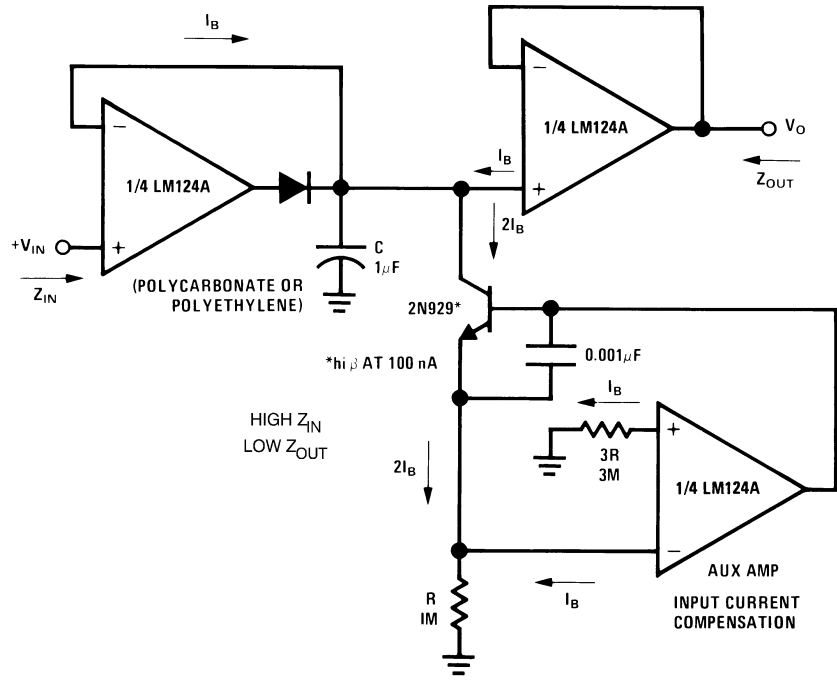 I_B
−
1/4 LM124A
+V_IN
+
Z_IN
C
1μF
(POLYCARBONATE OR
POLYETHYLENE)
−
1/4 LM124A
+
V_O
Z_OUT
I_B
2I_B
2N929*
*hi β AT 100 nA
0.001μF
HIGH Z_IN
LOW Z_OUT
I_B
3R
3M
+
1/4 LM124A
−
2I_B
I_B
R
1M
AUX AMP
INPUT CURRENT
COMPENSATION